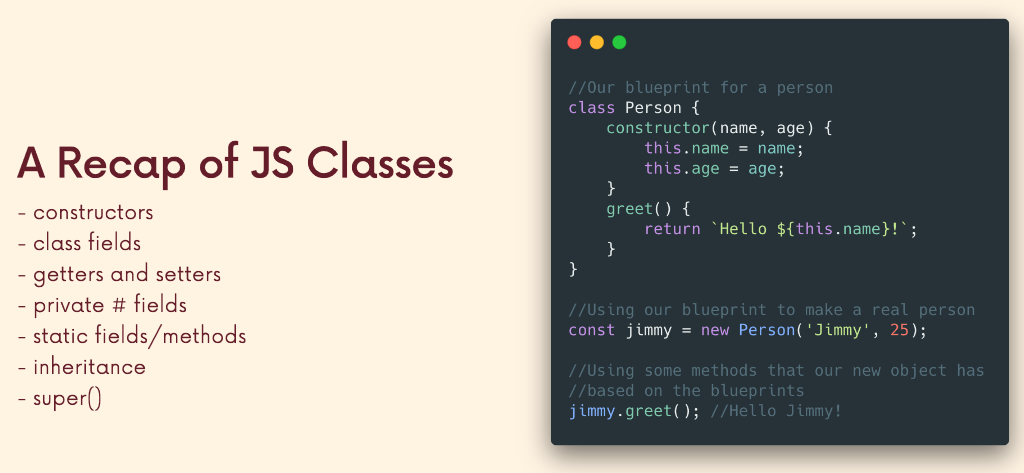 A Recap of JS Classes
- constructors
- class fields
- getters and setters
- private # fields
- static fields/methods
- inheritance
- super()
//Our blueprint for a person
class Person {
    constructor(name, age) {
        this.name = name;
        this.age = age;
    }
    greet() {
        return `Hello ${this.name}!`;
    }
}
//Using our blueprint to make a real person
const jimmy = new Person('Jimmy', 25);
//Using some methods that our new object has
//based on the blueprints
jimmy.greet(); //Hello Jimmy!